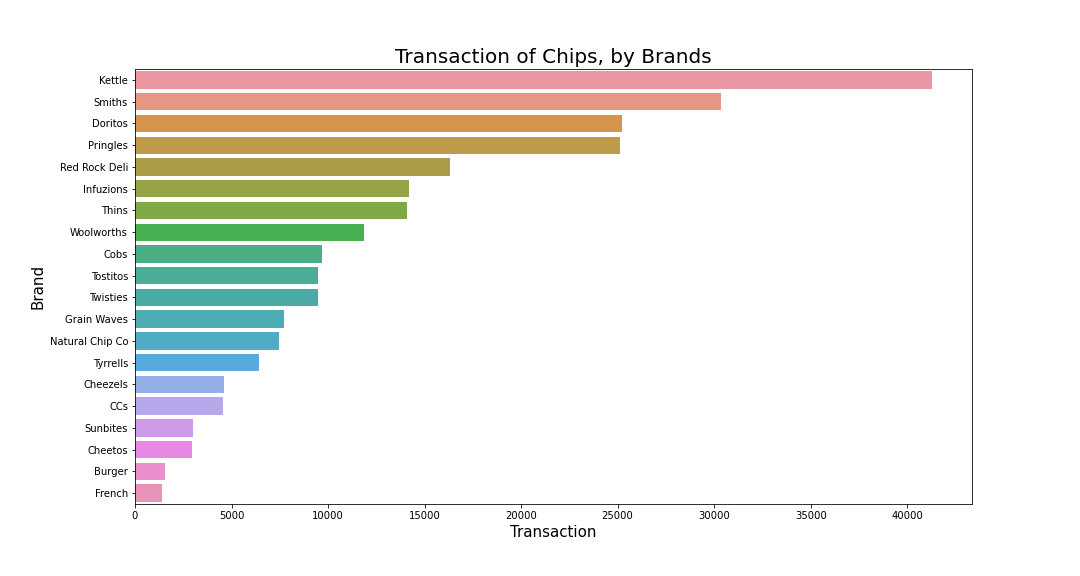 Transaction of Chips, by Brands
Kettle
Smiths
Doritos
Pringles
Red Rock Deli
Infuzions
Thins
Woolworths
Cobs
Tostitos
Twisties
Grain Waves
Natural Chip Co
Tyrrells
Cheezels
CCs
Sunbites
Cheetos
Burger
French
Brand
0 5000 10000 15000 20000 25000 30000 35000 40000
Transaction